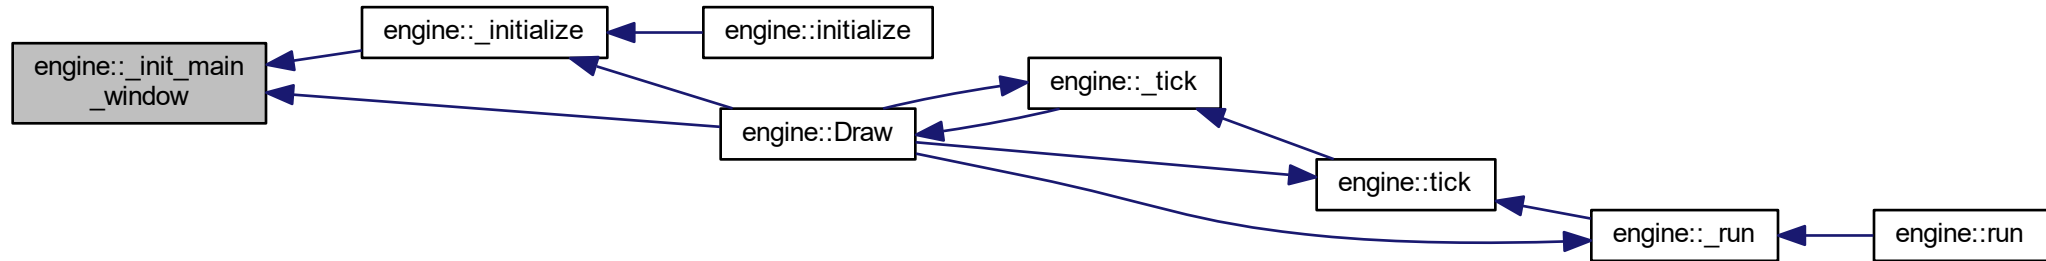 engine::_init_main
_window
engine::_initialize
engine::initialize
engine::Draw
engine::_tick
engine::tick
engine::_run
engine::run